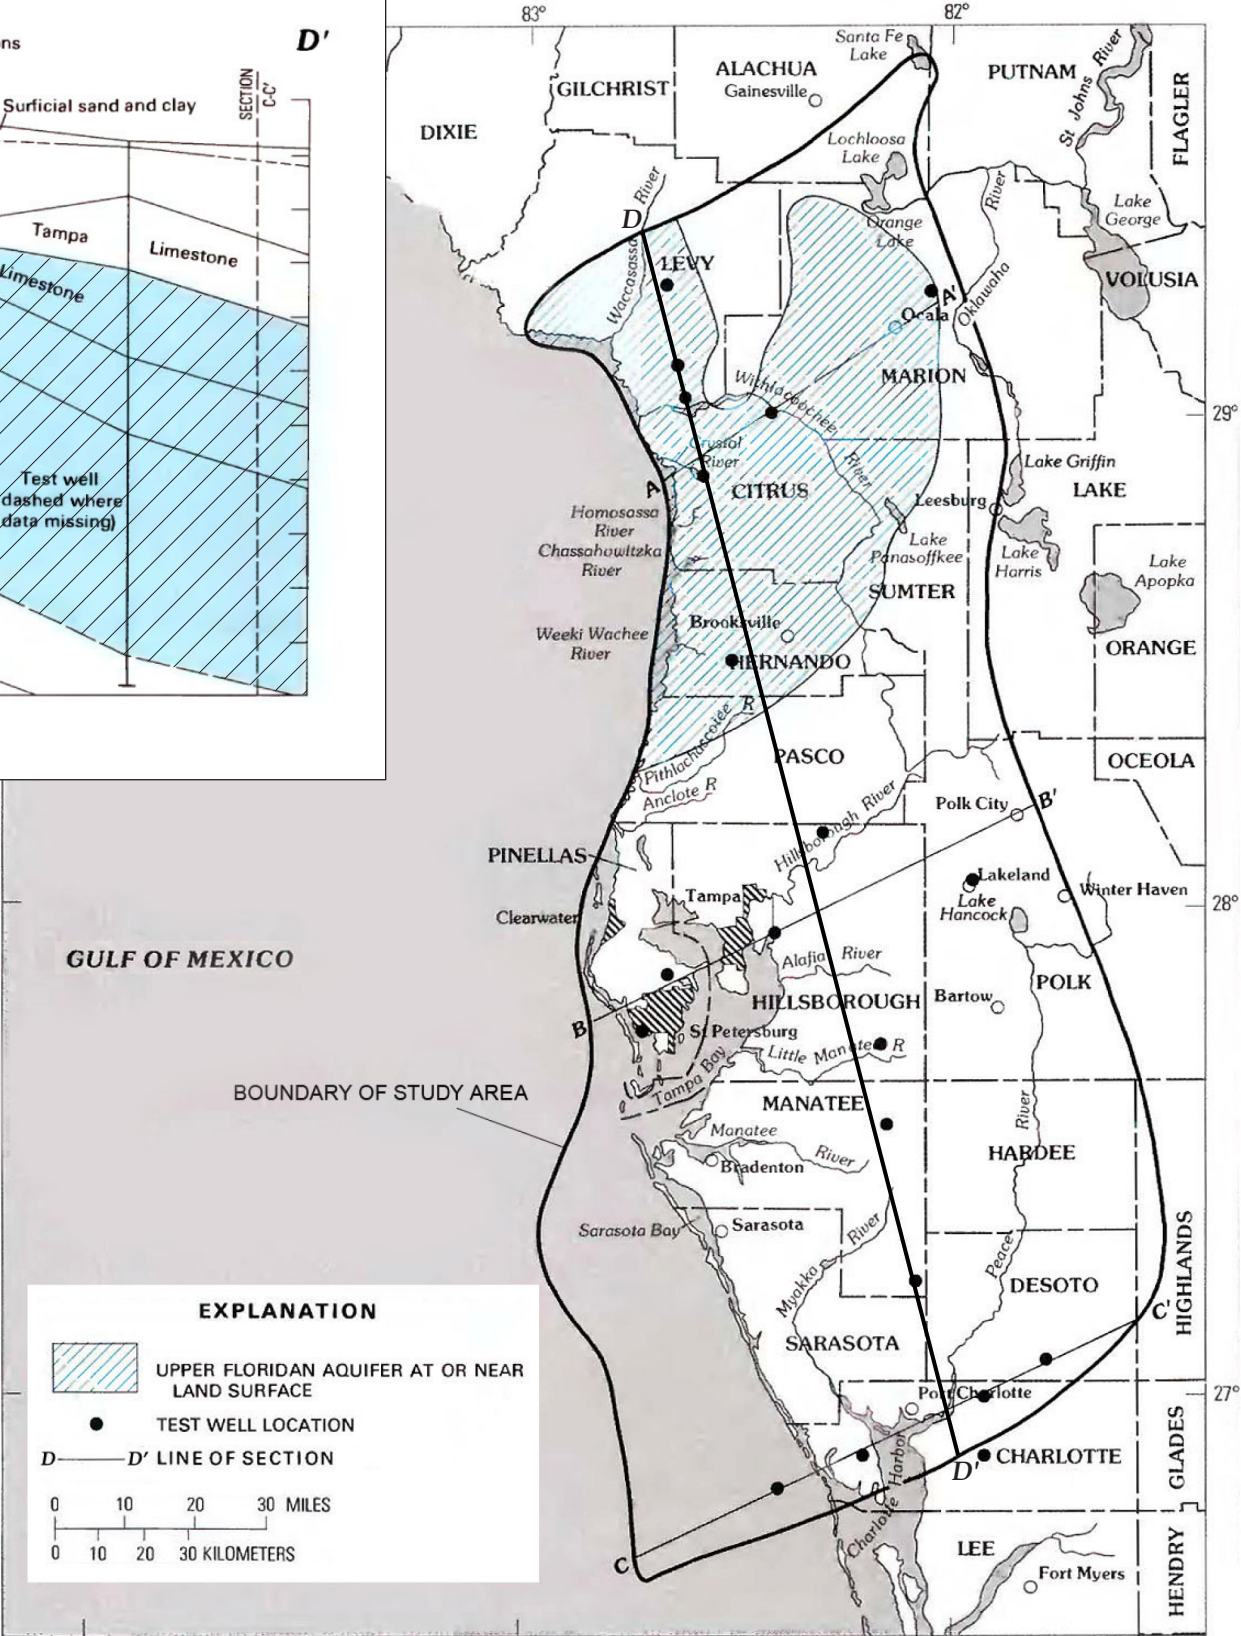 ns
D'
SECTION
C-C'
Surficial sand and clay
Tampa
Limestone
Limestone
Test well
dashed where
data missing)
83°
82°
Santa Fe
Lake
ALACHUA
Gainesville
PUTNAM
St Johns River
FLAGLER
GILCHRIST
DIXIE
Lochloosa
Lake
River
River
Lake
George
D
Orange
Lake
Waccasassa
LEVY
VOLUSIA
A'
Oklawaha
Ocala
MARION
Withlacoochee
29°
Crystal
River
River
Lake Griffin
A
CITRUS
LAKE
Leesburg
Homosassa
River
Chassahowitzka
River
Lake
Panasoffkee
Lake
Harris
Lake
Apopka
SUMTER
Brooksville
Weeki Wachee
River
ORANGE
HERNANDO
Pithlachascotee R
PASCO
OCEOLA
Anclote R
Polk City
B'
Hillsborough River
PINELLAS
Lakeland
Winter Haven
Tampa
Lake
Hancock
Clearwater
28°
GULF OF MEXICO
Alafia River
POLK
HILLSBOROUGH
Bartow
B
St Petersburg
Little Manatee R
Tampa Bay
BOUNDARY OF STUDY AREA
MANATEE
River
Manatee
River
HARDEE
Bradenton
Sarasota Bay
Sarasota
River
HIGHLANDS
Peace
Myakka
DESOTO
C'
SARASOTA
EXPLANATION
UPPER FLORIDAN AQUIFER AT OR NEAR
LAND SURFACE
TEST WELL LOCATION
D D' LINE OF SECTION
0 10 20 30 MILES
0 10 20 30 KILOMETERS
27°
Port Charlotte
GLADES
Charlotte Harbor
D'
CHARLOTTE
C
LEE
HENDRY
Fort Myers